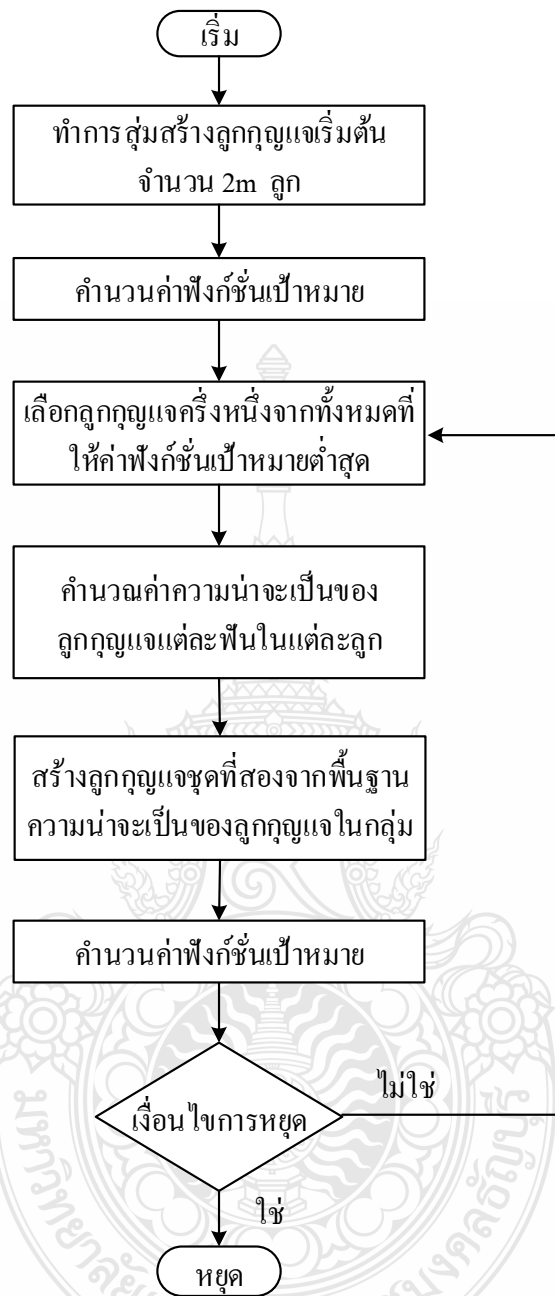 เริ่ม
ทำการสุ่มสร้างลูกกุญแจเริ่มต้น
จำนวน 2m ลูก
คำนวนค่าฟังก์ชั่นเป้าหมาย
เลือกลูกกุญแจครึ่งหนึ่งจากทั้งหมดที่
ให้ค่าฟังก์ชั่นเป้าหมายต่ำสุด
คำนวณค่าความน่าจะเป็นของ
ลูกกุญแจแต่ละฟันในแต่ละลูก
สร้างลูกกุญแจชุดที่สองจากพื้นฐาน
ความน่าจะเป็นของลูกกุญแจในกลุ่ม
คำนวนค่าฟังก์ชั่นเป้าหมาย
เงื่อนไขการหยุด
ไม่ใช่
ใช่
หยุด